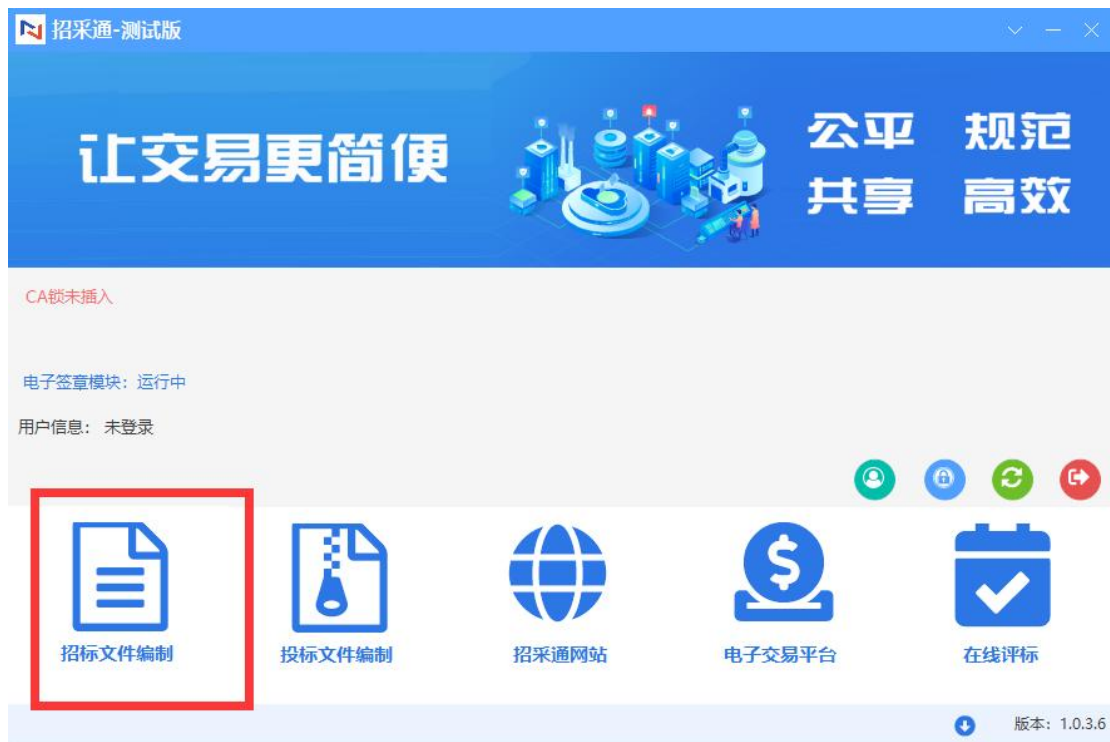 招采通-测试版
让交易更简便
公平 规范
共享 高效
CA锁未插入
电子签章模块：运行中
用户信息： 未登录
招标文件编制 投标文件编制 招采通网站 电子交易平台 在线评标
版本：1.0.3.6